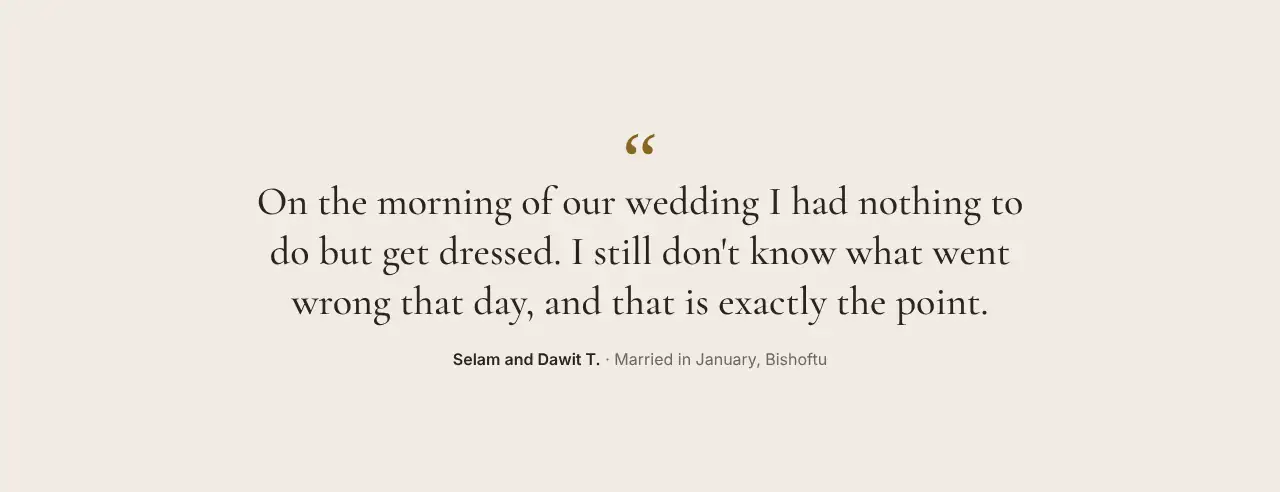 “
On the morning of our wedding I had nothing to
do but get dressed. I still don't know what went
wrong that day, and that is exactly the point.
Selam and Dawit T. · Married in January, Bishoftu